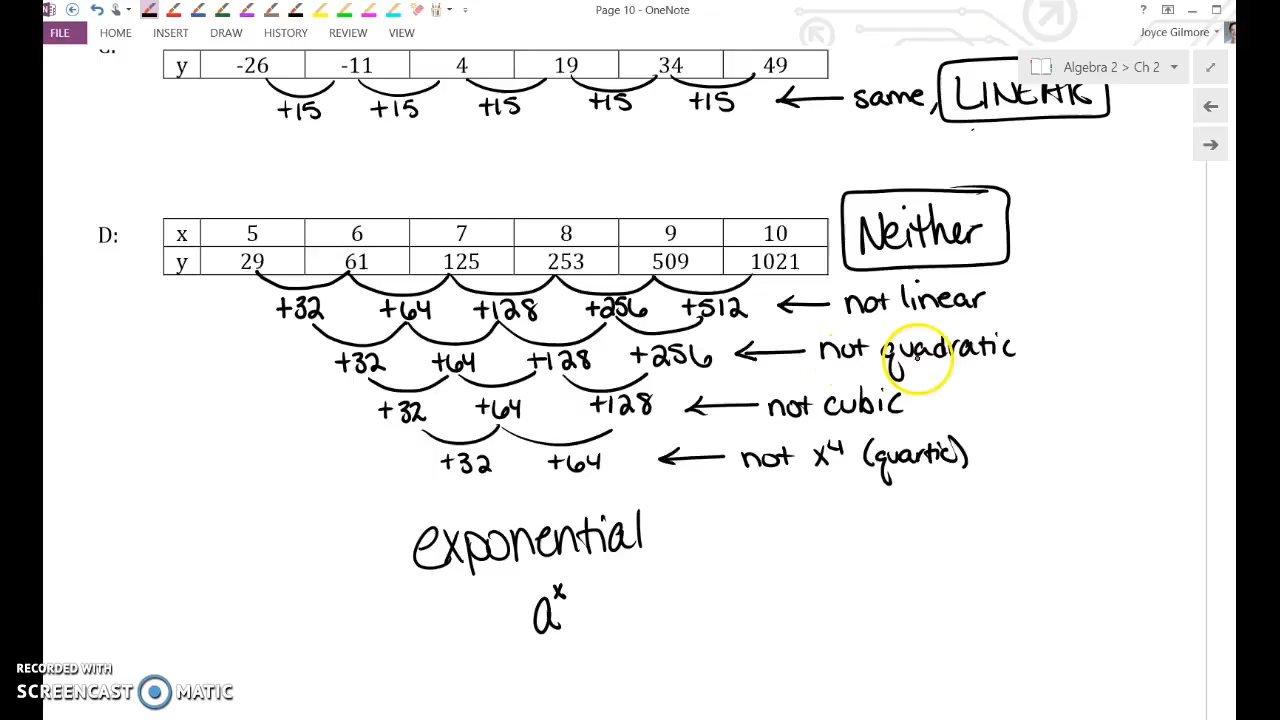 Page 10 - OneNote
?
FILE HOME INSERT DRAW HISTORY REVIEW VIEW
Joyce Gilmore
Algebra 2 > Ch 2
y -26 -11 4 19 34 49
+15 +15 +15 +15 +15 ← same, LINEAR
Neither
D: x 5 6 7 8 9 10
y 29 61 125 253 509 1021
+32 +64 +128 +256 +512 ← not linear
+32 +64 +128 +256 ← not quadratic
+32 +64 +128 ← not cubic
+32 +64 ← not x⁴ (quartic)
exponential
aˣ
RECORDED WITH
SCREENCAST MATIC